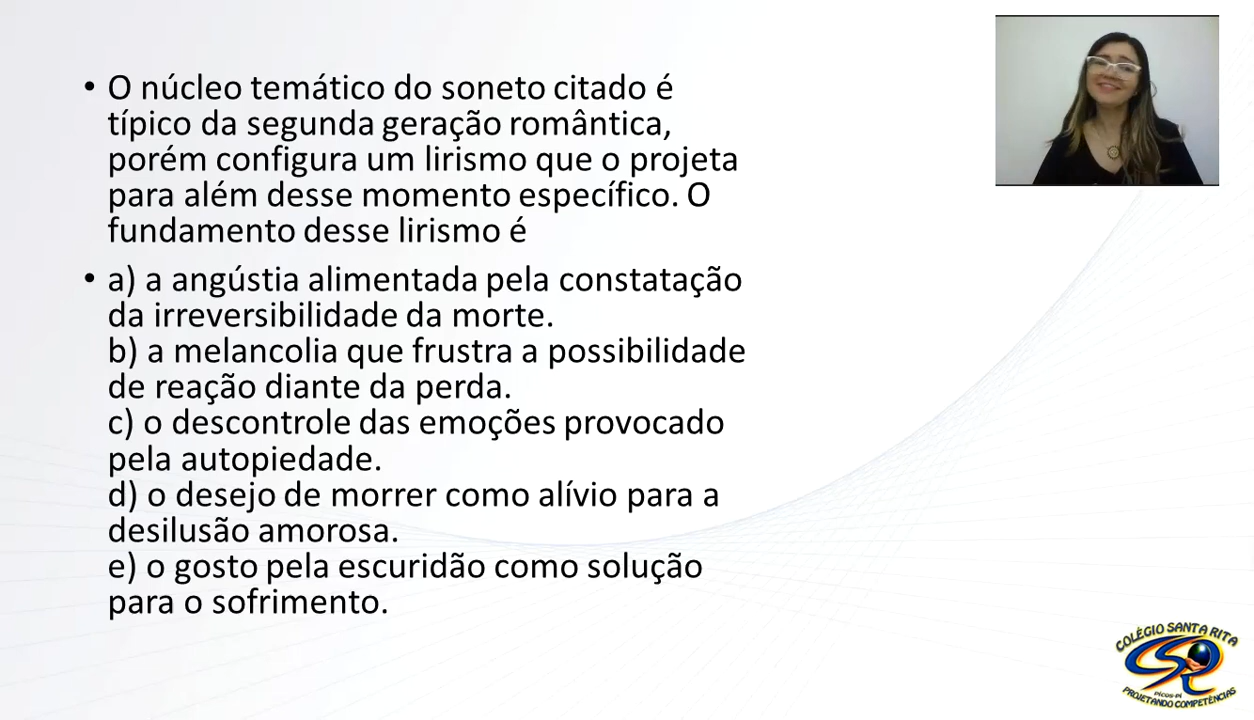 • O núcleo temático do soneto citado é
típico da segunda geração romântica,
porém configura um lirismo que o projeta
para além desse momento específico. O
fundamento desse lirismo é
• a) a angústia alimentada pela constatação
da irreversibilidade da morte.
b) a melancolia que frustra a possibilidade
de reação diante da perda.
c) o descontrole das emoções provocado
pela autopiedade.
d) o desejo de morrer como alívio para a
desilusão amorosa.
e) o gosto pela escuridão como solução
para o sofrimento.
COLÉGIO SANTA RITA
CSR
PICOS-PI
PROJETANDO COMPETÊNCIAS